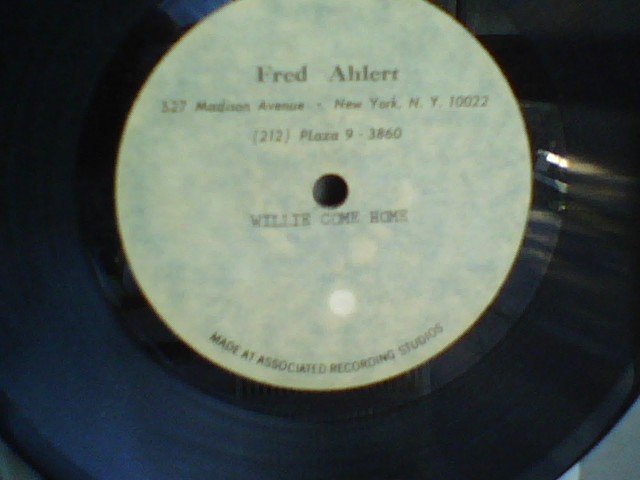 Fred Ahlert
527 Madison Avenue • New York, N. Y. 10022
(212) PLaza 9 - 3860
WILLIE COME HOME
MADE AT ASSOCIATED RECORDING STUDIOS